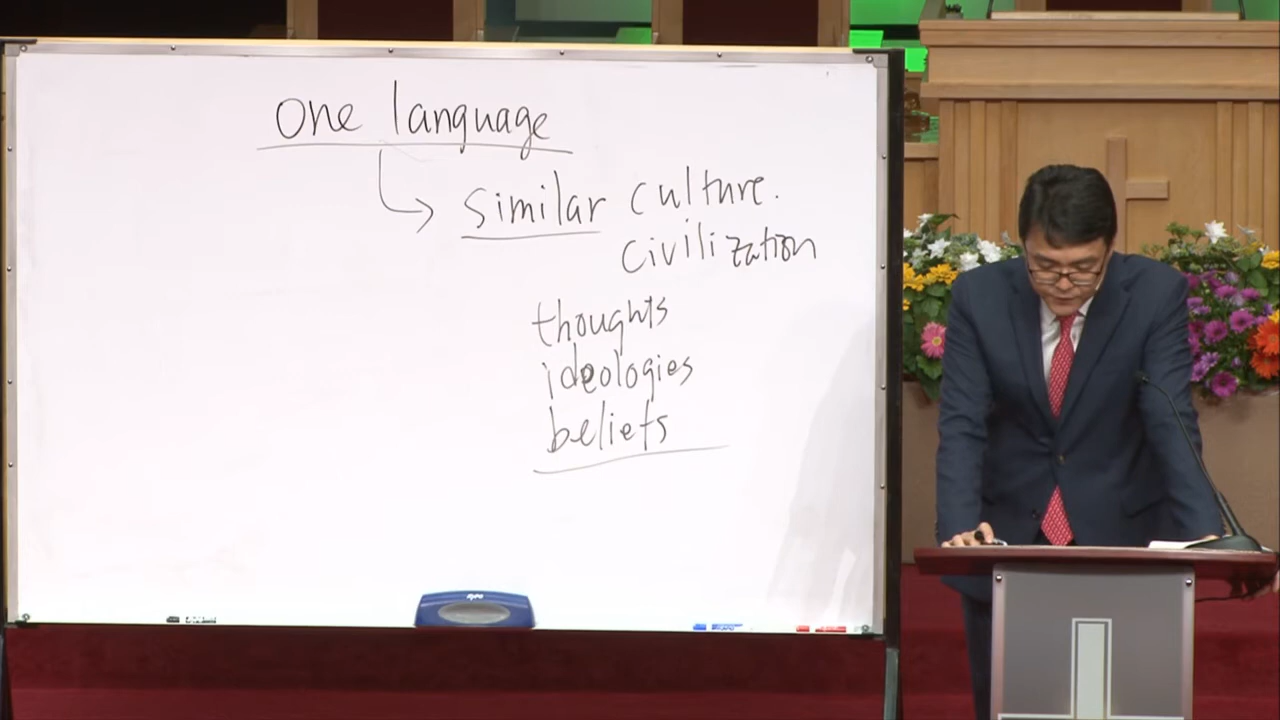 One language
similar culture.
civilization
thoughts
ideologies
beliefs